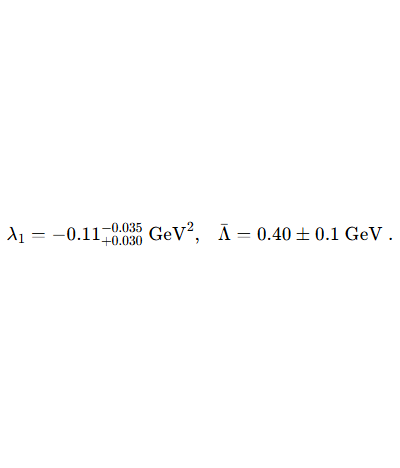 λ₁ = −0.11^{−0.035}_{+0.030} GeV², Λ̄ = 0.40 ± 0.1 GeV .